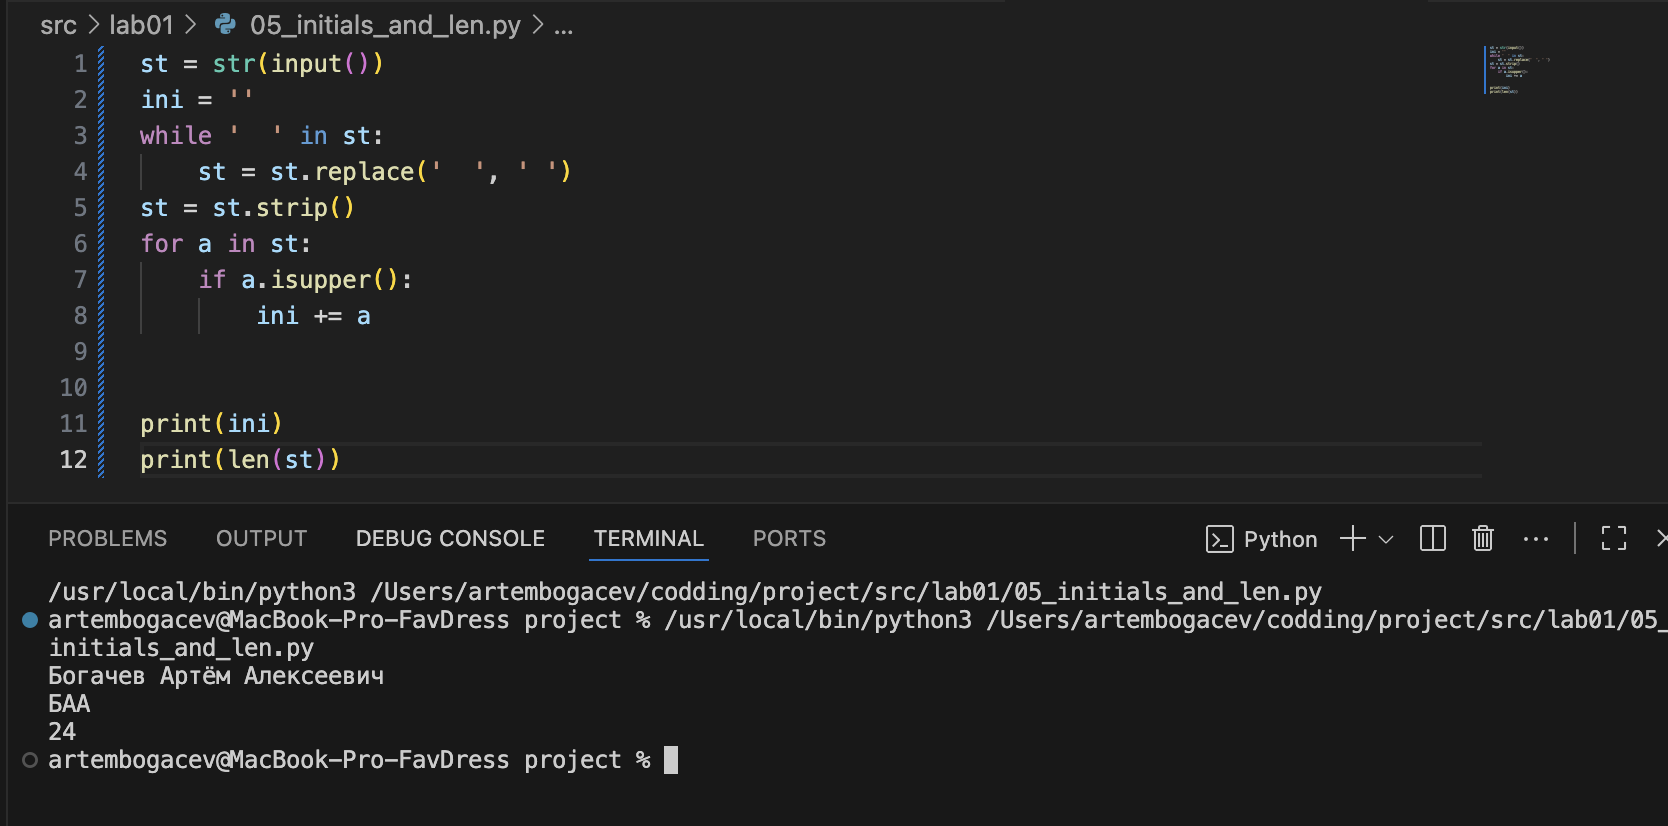 src > lab01 > 05_initials_and_len.py > ...
1 st = str(input())
2 ini = ''
3 while '  ' in st:
4     st = st.replace('  ', ' ')
5 st = st.strip()
6 for a in st:
7     if a.isupper():
8         ini += a
9
10
11 print(ini)
12 print(len(st))
PROBLEMS OUTPUT DEBUG CONSOLE TERMINAL PORTS Python
/usr/local/bin/python3 /Users/artembogacev/codding/project/src/lab01/05_initials_and_len.py
artembogacev@MacBook-Pro-FavDress project % /usr/local/bin/python3 /Users/artembogacev/codding/project/src/lab01/05_
initials_and_len.py
Богачев Артём Алексеевич
БАА
24
artembogacev@MacBook-Pro-FavDress project %